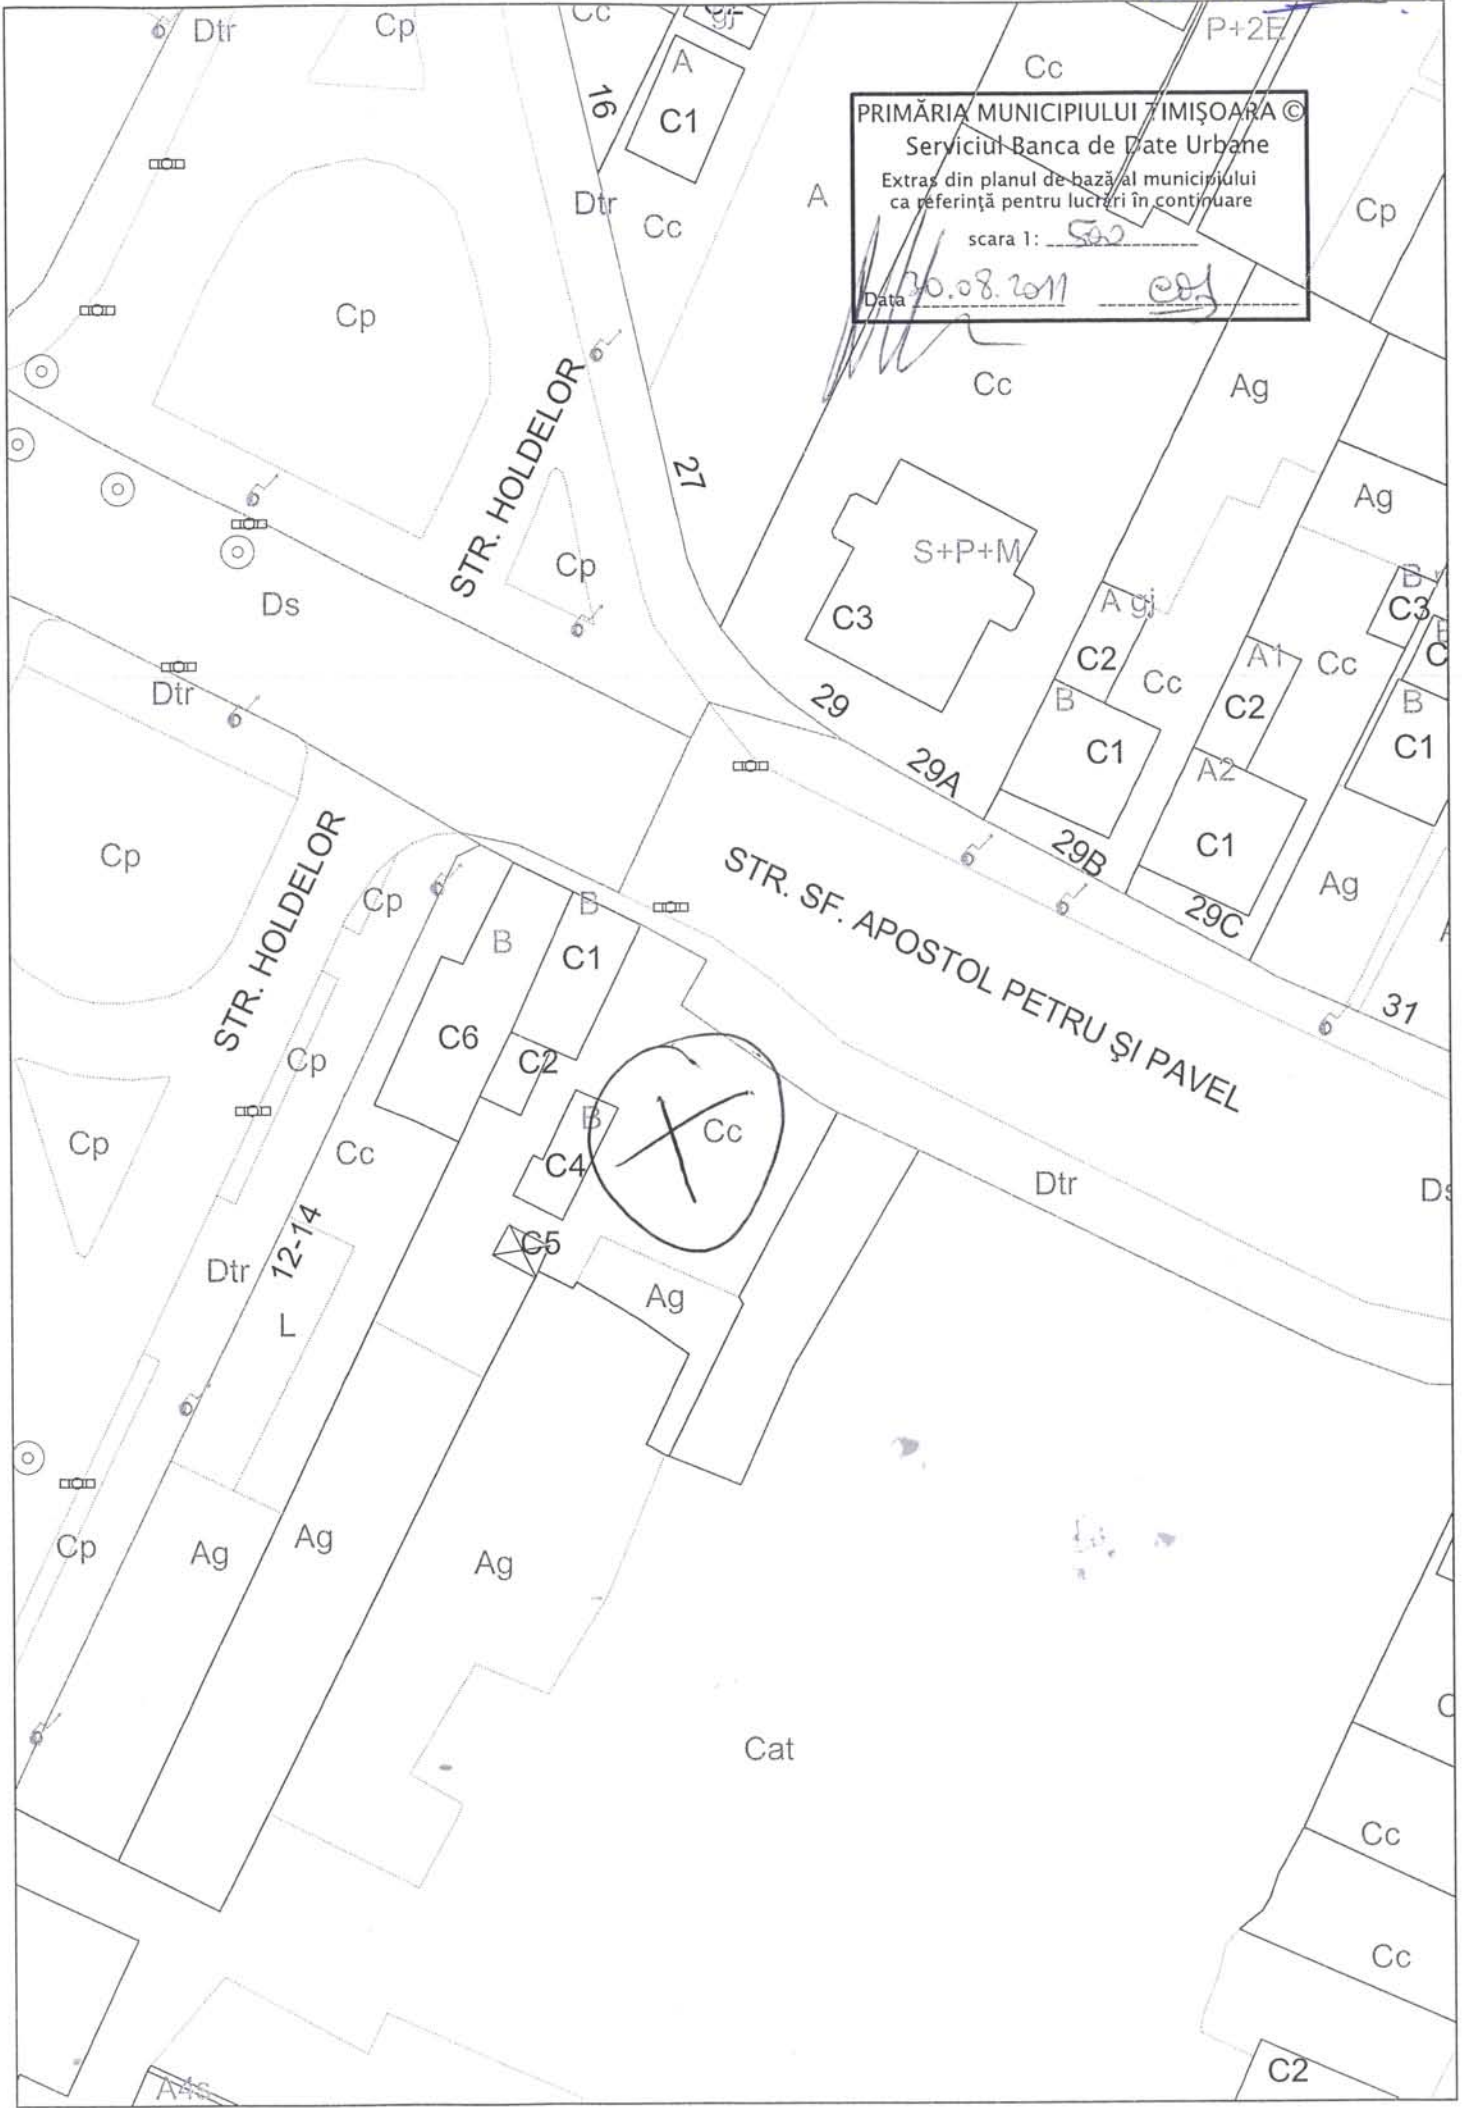 Dtr
Cp
Cc
gj
P+2E
A
C1
16
Cc
PRIMĂRIA MUNICIPIULUI TIMIŞOARA ©
Serviciul Banca de Date Urbane
Extras din planul de bază al municipiului
ca referinţă pentru lucrări în continuare
scara 1: 500
Data 30.08.2011
A
Dtr
Cc
Cp
Cp
STR. HOLDELOR
27
Cc
Ag
Ag
Cp
S+P+M
C3
Ds
A gj
C2
Cc
A1
C2
Cc
B
C3
B
C1
Dtr
29
B
C1
A2
C1
29A
29B
29C
Ag
Cp
STR. HOLDELOR
Cp
STR. SF. APOSTOL PETRU ŞI PAVEL
31
B
B
C1
C6
C2
Cp
B
C4
Cc
Cp
Cc
Dtr
Ds
C5
12-14
Dtr
L
Ag
Cp
Ag
Ag
Ag
Cat
Cc
Cc
C2
A4s